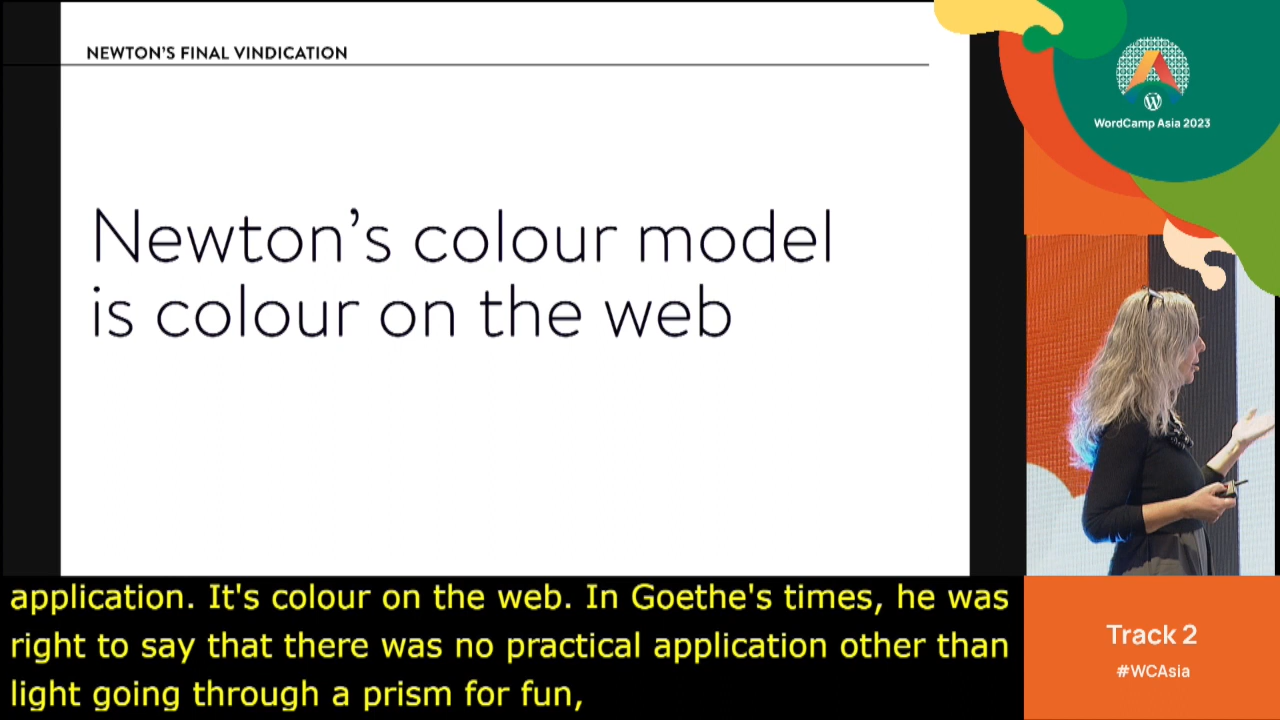 NEWTON'S FINAL VINDICATION
Newton’s colour model
is colour on the web
WordCamp Asia 2023
application. It's colour on the web. In Goethe's times, he was
right to say that there was no practical application other than
light going through a prism for fun,
Track 2
#WCAsia